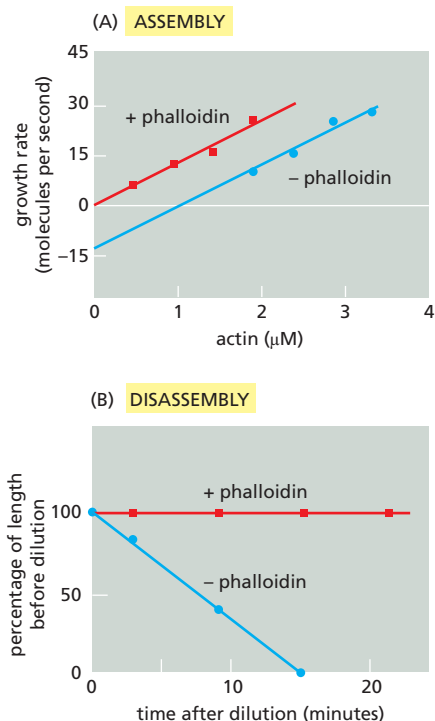 (A) ASSEMBLY
45
30
15
0
–15
growth rate
(molecules per second)
+ phalloidin
– phalloidin
0 1 2 3 4
actin (μM)
(B) DISASSEMBLY
100
50
0
percentage of length
before dilution
+ phalloidin
– phalloidin
0 10 20
time after dilution (minutes)